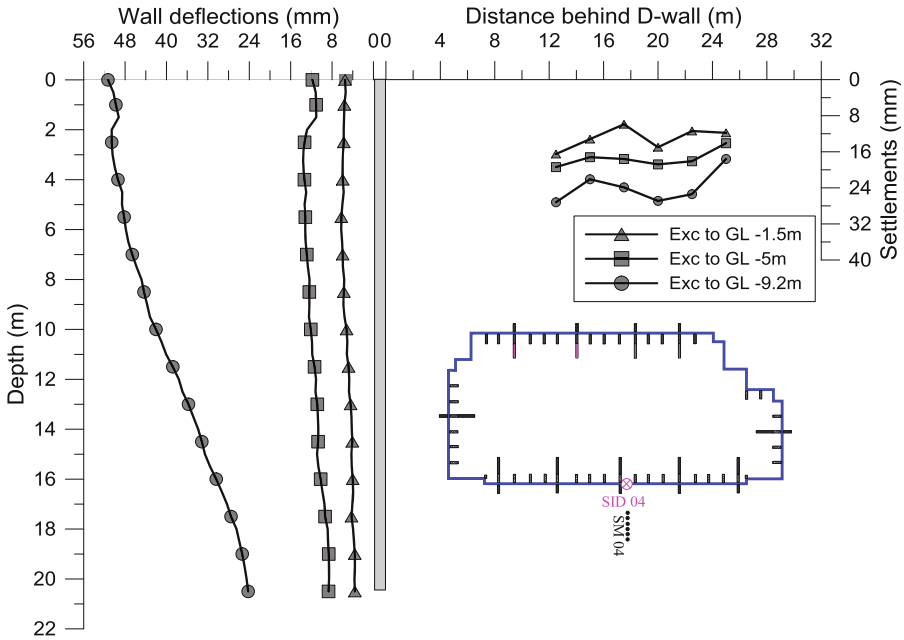 Wall deflections (mm)
Distance behind D-wall (m)
56 48 40 32 24 16 8 0 0 4 8 12 16 20 24 28 32
0
2
4
6
8
10
12
14
16
18
20
22
Depth (m)
0
8
16
24
32
40
Settlements (mm)
Exc to GL -1.5m
Exc to GL -5m
Exc to GL -9.2m
SID 04
SM 04